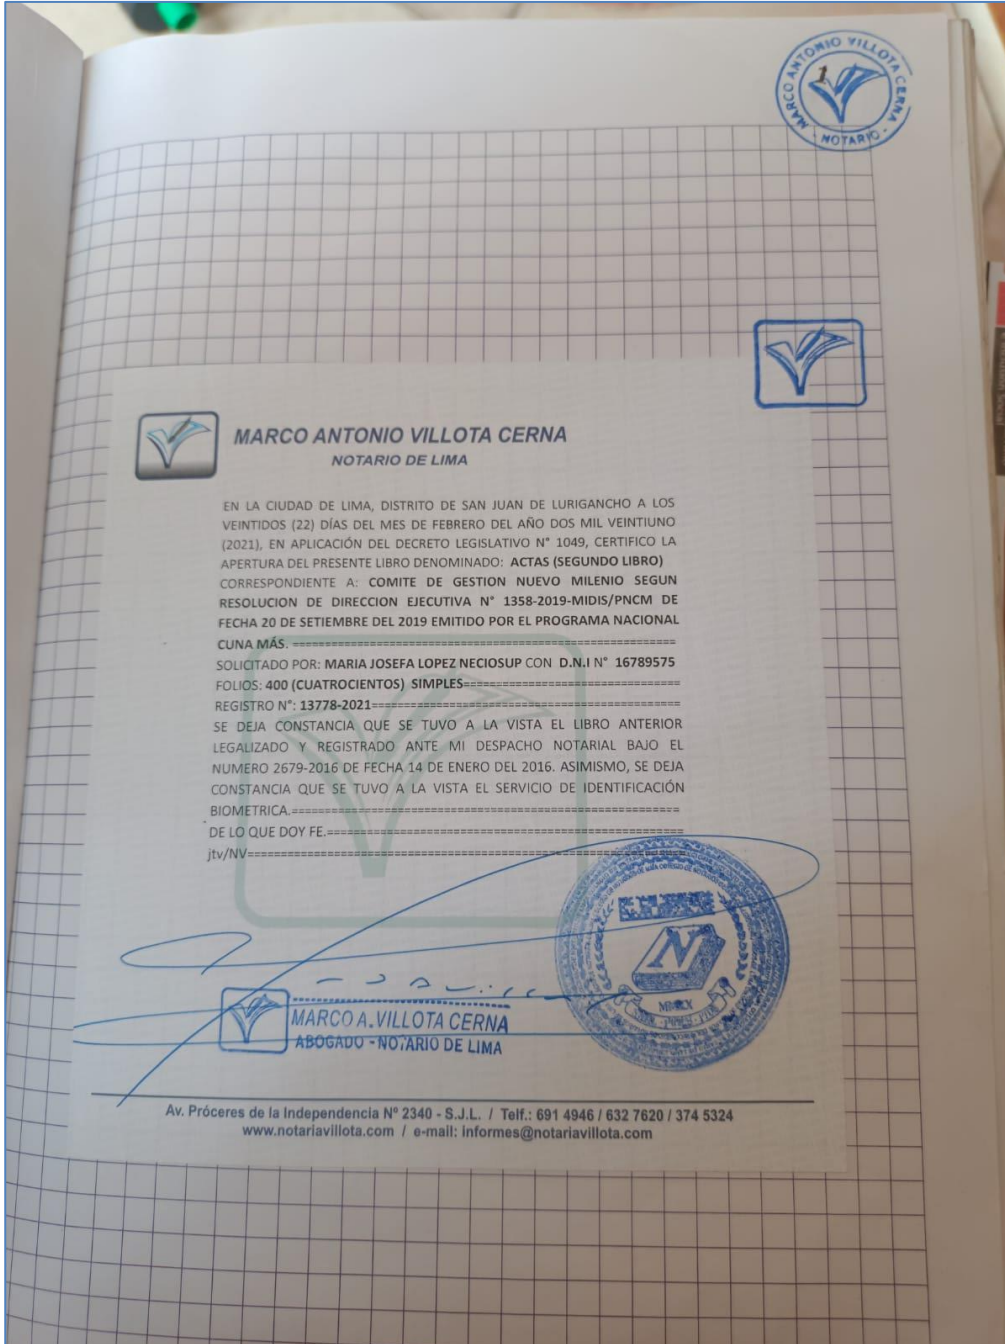 MARCO ANTONIO VILLOTA CERNA
- NOTARIO -
1
MARCO ANTONIO VILLOTA CERNA
NOTARIO DE LIMA
EN LA CIUDAD DE LIMA, DISTRITO DE SAN JUAN DE LURIGANCHO A LOS
VEINTIDOS (22) DÍAS DEL MES DE FEBRERO DEL AÑO DOS MIL VEINTIUNO
(2021), EN APLICACIÓN DEL DECRETO LEGISLATIVO N° 1049, CERTIFICO LA
APERTURA DEL PRESENTE LIBRO DENOMINADO: ACTAS (SEGUNDO LIBRO)
CORRESPONDIENTE A: COMITE DE GESTION NUEVO MILENIO SEGUN
RESOLUCION DE DIRECCION EJECUTIVA N° 1358-2019-MIDIS/PNCM DE
FECHA 20 DE SETIEMBRE DEL 2019 EMITIDO POR EL PROGRAMA NACIONAL
CUNA MÁS. ==========================================================
SOLICITADO POR: MARIA JOSEFA LOPEZ NECIOSUP CON D.N.I N° 16789575
FOLIOS: 400 (CUATROCIENTOS) SIMPLES=================================
REGISTRO N°: 13778-2021===============================================
SE DEJA CONSTANCIA QUE SE TUVO A LA VISTA EL LIBRO ANTERIOR
LEGALIZADO Y REGISTRADO ANTE MI DESPACHO NOTARIAL BAJO EL
NUMERO 2679-2016 DE FECHA 14 DE ENERO DEL 2016. ASIMISMO, SE DEJA
CONSTANCIA QUE SE TUVO A LA VISTA EL SERVICIO DE IDENTIFICACIÓN
BIOMETRICA.==========================================================
DE LO QUE DOY FE.=====================================================
jtv/NV=================================================================
N
MARCO A. VILLOTA CERNA
ABOGADO - NOTARIO DE LIMA
Av. Próceres de la Independencia Nº 2340 - S.J.L. / Telf.: 691 4946 / 632 7620 / 374 5324
www.notariavillota.com / e-mail: informes@notariavillota.com